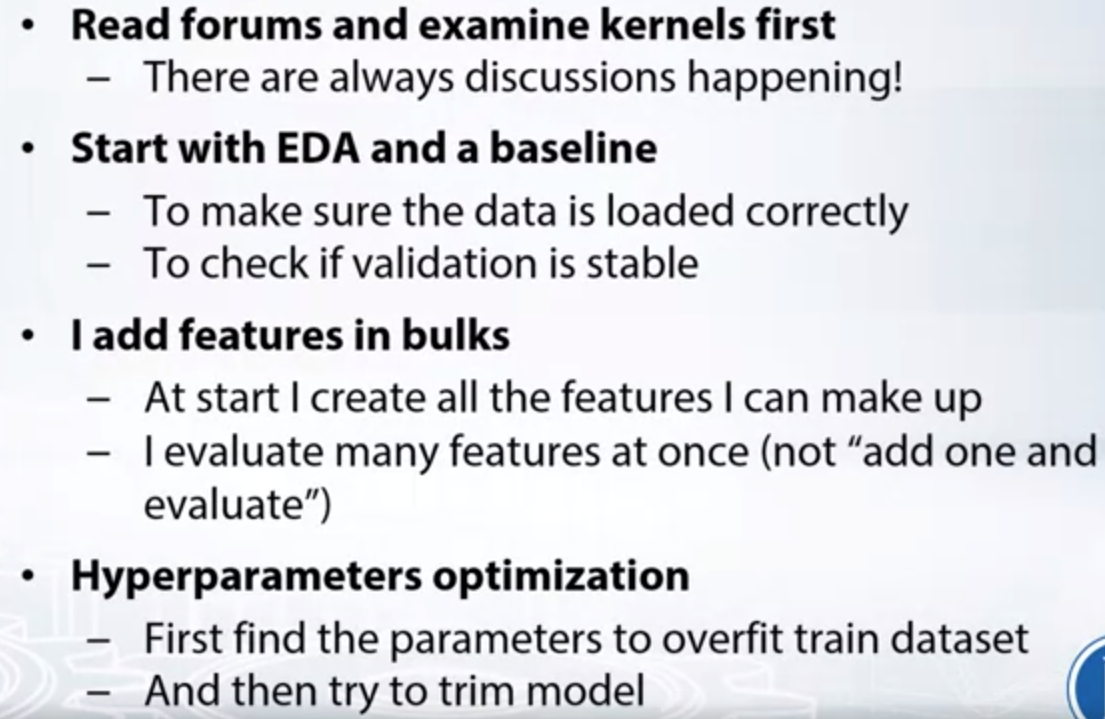 • Read forums and examine kernels first
– There are always discussions happening!
• Start with EDA and a baseline
– To make sure the data is loaded correctly
– To check if validation is stable
• I add features in bulks
– At start I create all the features I can make up
– I evaluate many features at once (not “add one and
evaluate”)
• Hyperparameters optimization
– First find the parameters to overfit train dataset
– And then try to trim model